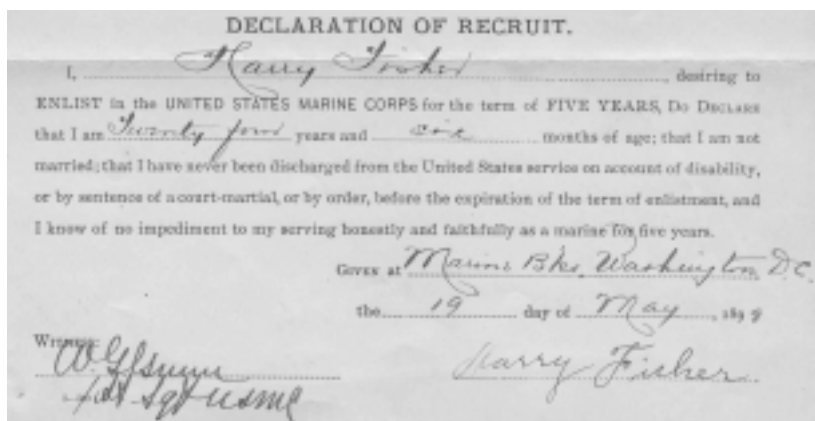 DECLARATION OF RECRUIT.
I, Harry Fisher, desiring to
ENLIST in the UNITED STATES MARINE CORPS for the term of FIVE YEARS, DO DECLARE
that I am Twenty four years and months of age; that I am not
married; that I have never been discharged from the United States service on account of disability,
or by sentence of a court-martial, or by order, before the expiration of the term of enlistment, and
I know of no impediment to my serving honestly and faithfully as a marine for five years.
GIVEN at Marine Bks. Washington D.C.
the 19 day of May, 1899
WITNESS:
Harry Fisher
Sgt USMC